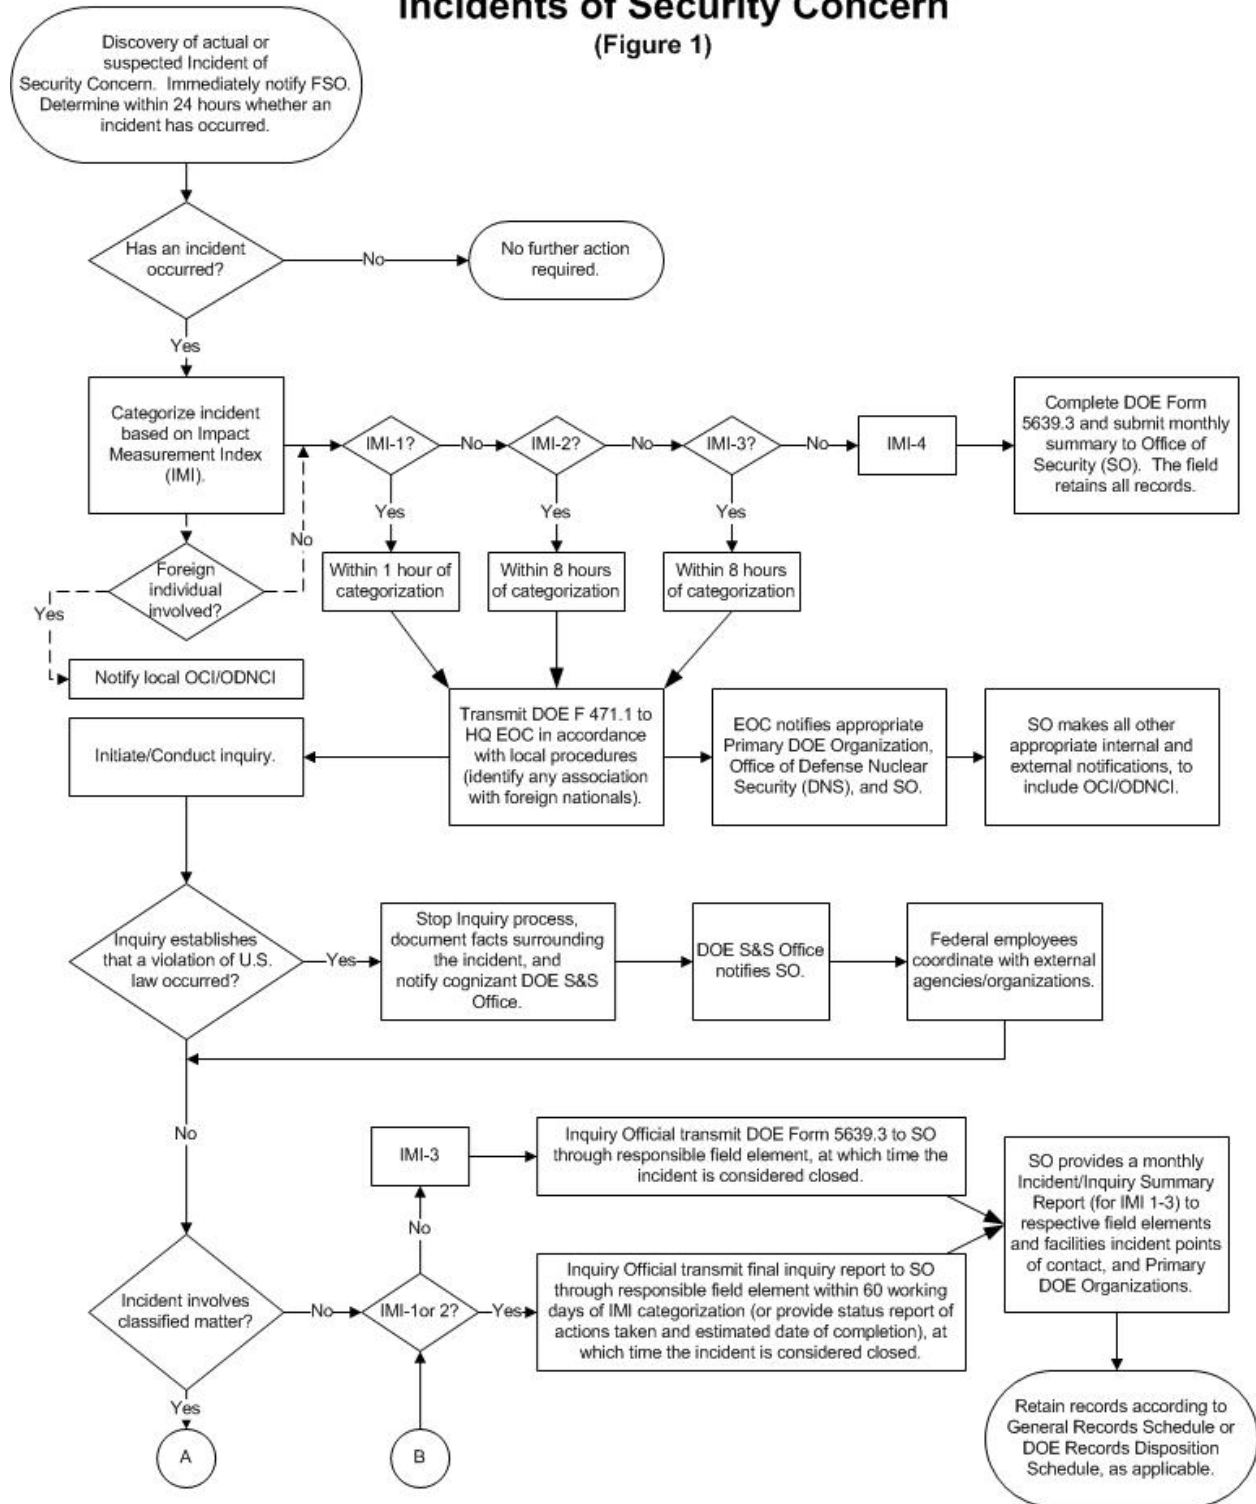 Incidents of Security Concern
(Figure 1)
Discovery of actual or
suspected Incident of
Security Concern. Immediately notify FSO.
Determine within 24 hours whether an
incident has occurred.
Has an incident
occurred?
No
No further action
required.
Yes
Categorize incident
based on Impact
Measurement Index
(IMI).
IMI-1?
No
IMI-2?
No
IMI-3?
No
IMI-4
Complete DOE Form
5639.3 and submit monthly
summary to Office of
Security (SO). The field
retains all records.
Yes
Yes
Yes
No
Foreign
individual
involved?
Yes
Within 1 hour of
categorization
Within 8 hours
of categorization
Within 8 hours
of categorization
Notify local OCI/ODNCI
Initiate/Conduct inquiry.
Transmit DOE F 471.1 to
HQ EOC in accordance
with local procedures
(identify any association
with foreign nationals).
EOC notifies appropriate
Primary DOE Organization,
Office of Defense Nuclear
Security (DNS), and SO.
SO makes all other
appropriate internal and
external notifications, to
include OCI/ODNCI.
Inquiry establishes
that a violation of U.S.
law occurred?
Yes
Stop Inquiry process,
document facts surrounding
the incident, and
notify cognizant DOE S&S
Office.
DOE S&S Office
notifies SO.
Federal employees
coordinate with external
agencies/organizations.
No
IMI-3
Inquiry Official transmit DOE Form 5639.3 to SO
through responsible field element, at which time the
incident is considered closed.
SO provides a monthly
Incident/Inquiry Summary
Report (for IMI 1-3) to
respective field elements
and facilities incident points
of contact, and Primary
DOE Organizations.
No
Incident involves
classified matter?
No
IMI-1or 2?
Yes
Inquiry Official transmit final inquiry report to SO
through responsible field element within 60 working
days of IMI categorization (or provide status report of
actions taken and estimated date of completion), at
which time the incident is considered closed.
Yes
A
B
Retain records according to
General Records Schedule or
DOE Records Disposition
Schedule, as applicable.